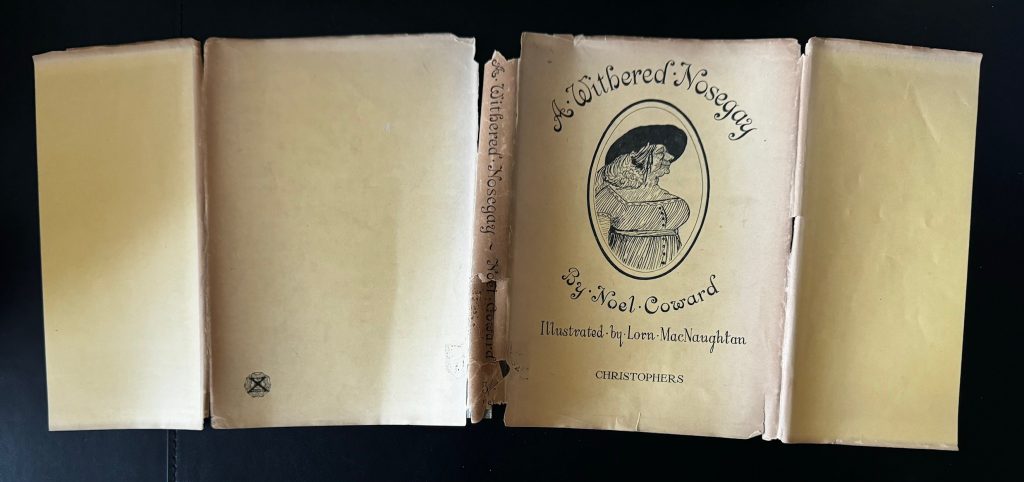 A·Withered·Nosegay ~ Noel·Coward
A·Withered·Nosegay
By·Noel·Coward
Illustrated·by·Lorn·MacNaughtan
CHRISTOPHERS